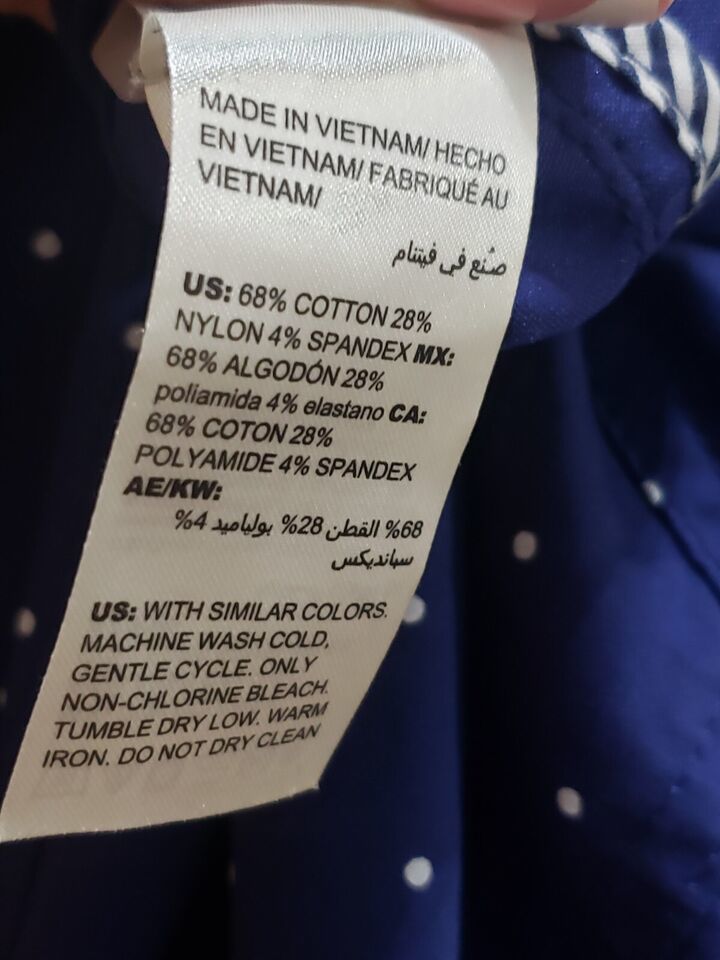 MADE IN VIETNAM/ HECHO
EN VIETNAM/ FABRIQUÉ AU
VIETNAM/
صُنع في فيتنام
US: 68% COTTON 28%
NYLON 4% SPANDEX MX:
68% ALGODÓN 28%
poliamida 4% elastano CA:
68% COTON 28%
POLYAMIDE 4% SPANDEX
AE/KW:
68% القطن 28% بولياميد 4%
سبانديكس
US: WITH SIMILAR COLORS.
MACHINE WASH COLD,
GENTLE CYCLE. ONLY
NON-CHLORINE BLEACH.
TUMBLE DRY LOW. WARM
IRON. DO NOT DRY CLEAN